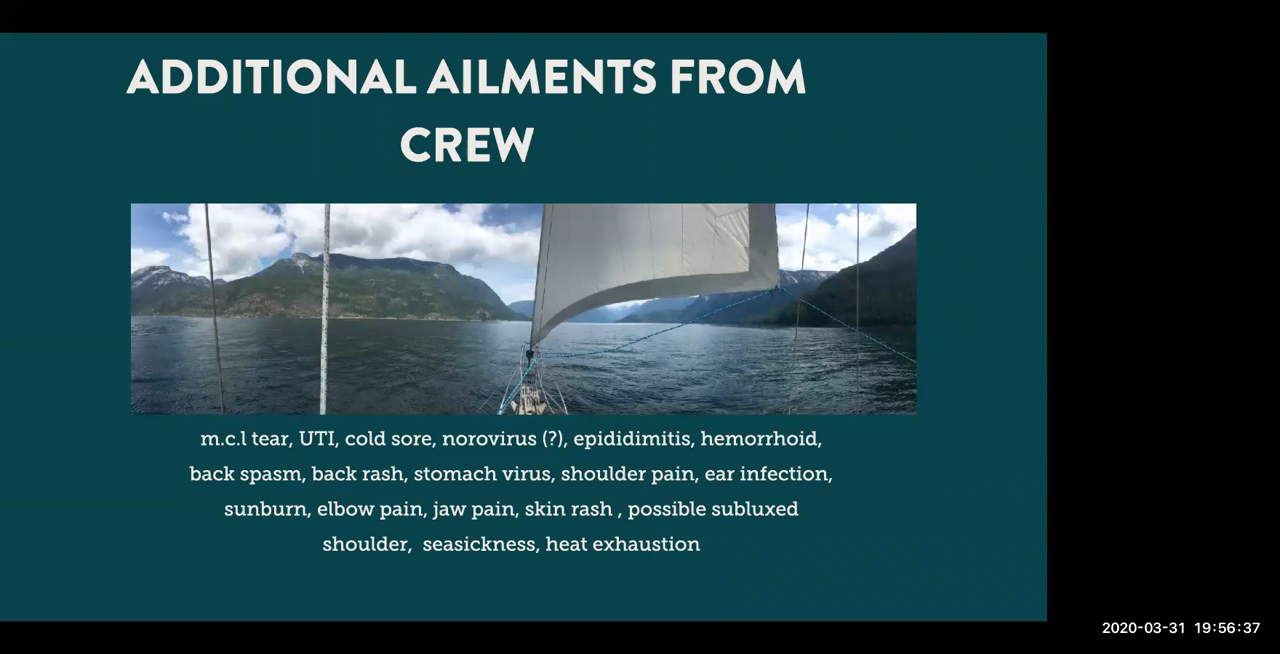 ADDITIONAL AILMENTS FROM
CREW
m.c.l tear, UTI, cold sore, norovirus (?), epididimitis, hemorrhoid,
back spasm, back rash, stomach virus, shoulder pain, ear infection,
sunburn, elbow pain, jaw pain, skin rash , possible subluxed
shoulder,  seasickness, heat exhaustion
2020-03-31 19:56:37